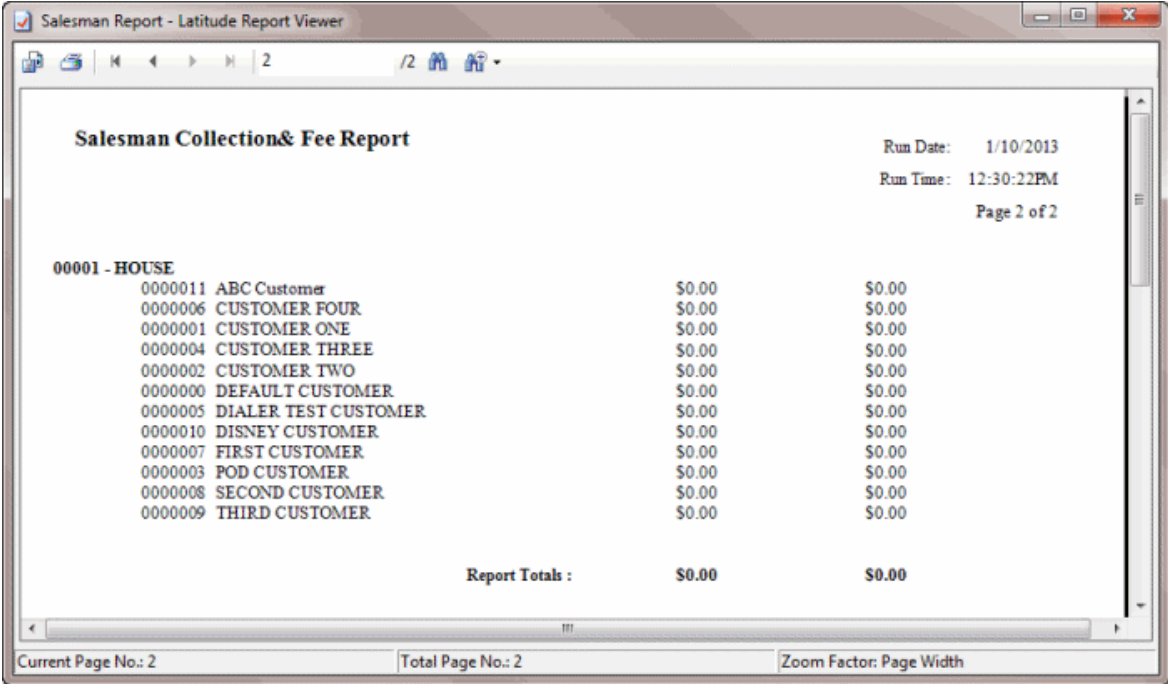 Salesman Report - Latitude Report Viewer
2 /2
Salesman Collection& Fee Report
Run Date: 1/10/2013
Run Time: 12:30:22PM
Page 2 of 2
00001 - HOUSE
0000011 ABC Customer $0.00 $0.00
0000006 CUSTOMER FOUR $0.00 $0.00
0000001 CUSTOMER ONE $0.00 $0.00
0000004 CUSTOMER THREE $0.00 $0.00
0000002 CUSTOMER TWO $0.00 $0.00
0000000 DEFAULT CUSTOMER $0.00 $0.00
0000005 DIALER TEST CUSTOMER $0.00 $0.00
0000010 DISNEY CUSTOMER $0.00 $0.00
0000007 FIRST CUSTOMER $0.00 $0.00
0000003 POD CUSTOMER $0.00 $0.00
0000008 SECOND CUSTOMER $0.00 $0.00
0000009 THIRD CUSTOMER $0.00 $0.00
Report Totals : $0.00 $0.00
Current Page No.: 2 Total Page No.: 2 Zoom Factor: Page Width